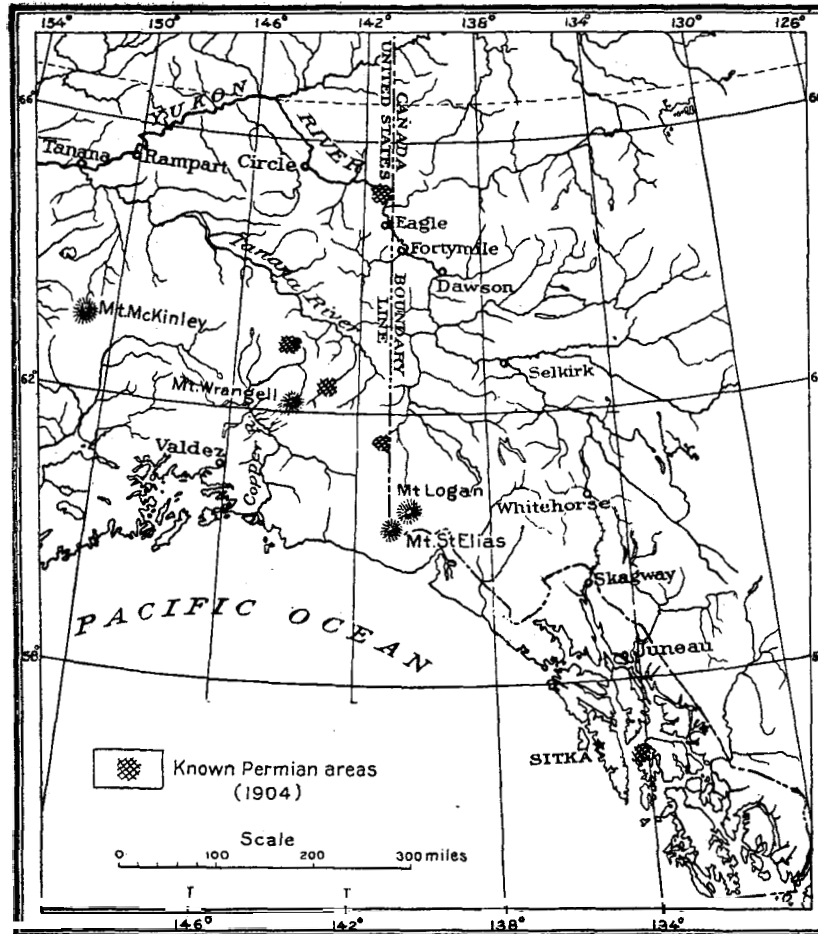 154° 150° 146° 142° 138° 134° 130° 126°
66°
YUKON RIVER
UNITED STATES
CANADA
Tanana
Rampart
Circle
Eagle
Fortymile
Dawson
Tanana River
BOUNDARY LINE
Mt. McKinley
62°
Mt. Wrangell
Selkirk
Valdez
Copper R.
Mt Logan
Whitehorse
Mt. St Elias
Skagway
PACIFIC OCEAN
58°
Juneau
SITKA
Known Permian areas
(1904)
Scale
0 100 200 300 miles
146° 142° 138° 134°